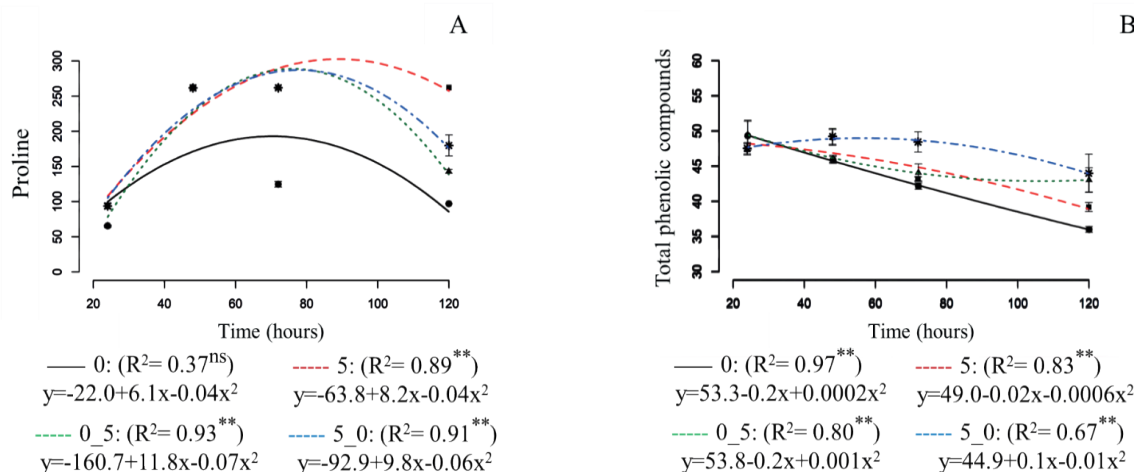 A
Proline
300
250
200
150
100
50
0
20 40 60 80 100 120
Time (hours)
0: (R²= 0.37ns) 5: (R²= 0.89**)
y=-22.0+6.1x-0.04x² y=-63.8+8.2x-0.04x²
0_5: (R²= 0.93**) 5_0: (R²= 0.91**)
y=-160.7+11.8x-0.07x² y=-92.9+9.8x-0.06x²
B
Total phenolic compounds
60
55
50
45
40
35
30
20 40 60 80 100 120
Time (hours)
0: (R²= 0.97**) 5: (R²= 0.83**)
y=53.3-0.2x+0.0002x² y=49.0-0.02x-0.0006x²
0_5: (R²= 0.80**) 5_0: (R²= 0.67**)
y=53.8-0.2x+0.001x² y=44.9+0.1x-0.01x²